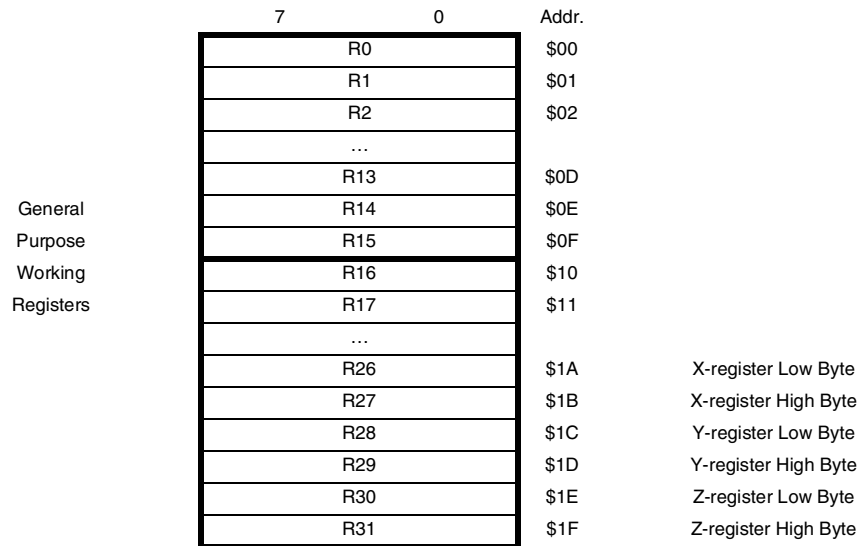 7 0 Addr.
R0 $00
R1 $01
R2 $02
…
R13 $0D
General R14 $0E
Purpose R15 $0F
Working R16 $10
Registers R17 $11
…
R26 $1A X-register Low Byte
R27 $1B X-register High Byte
R28 $1C Y-register Low Byte
R29 $1D Y-register High Byte
R30 $1E Z-register Low Byte
R31 $1F Z-register High Byte